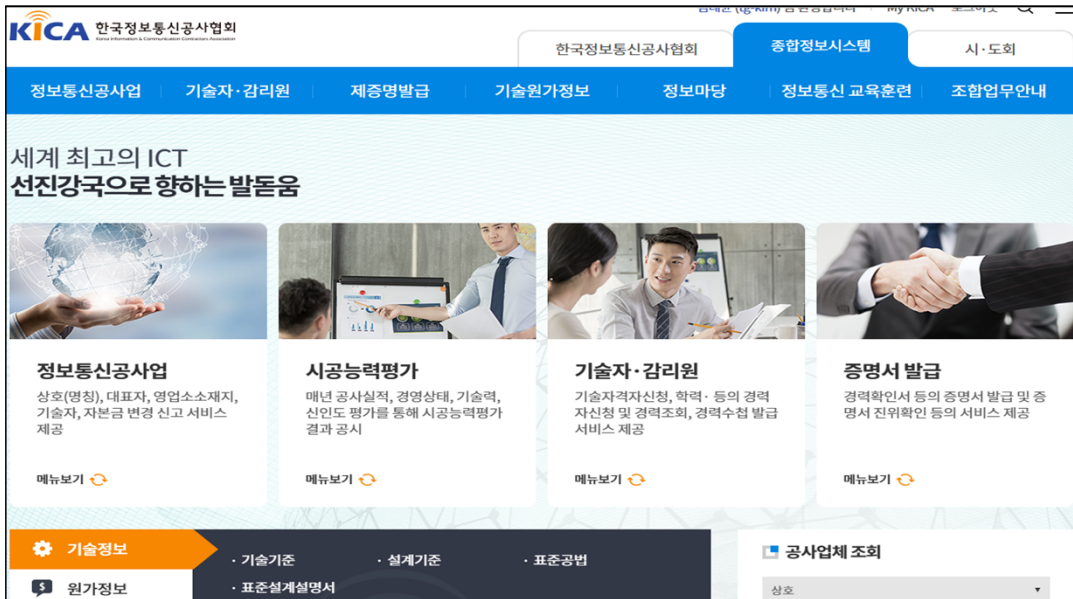 KICA 한국정보통신공사협회
Korea Information & Communication Contractors Association
(tg-kim) My KICA 로그아웃
한국정보통신공사협회 종합정보시스템 시·도회
정보통신공사업 기술자·감리원 제증명발급 기술원가정보 정보마당 정보통신 교육훈련 조합업무안내
세계 최고의 ICT
선진강국으로 향하는 발돋움
정보통신공사업
상호(명칭), 대표자, 영업소소재지,
기술자, 자본금 변경 신고 서비스
제공
메뉴보기
시공능력평가
매년 공사실적, 경영상태, 기술력,
신인도 평가를 통해 시공능력평가
결과 공시
메뉴보기
기술자·감리원
기술자격자신청, 학력· 등의 경력
자신청 및 경력조회, 경력수첩 발급
서비스 제공
메뉴보기
증명서 발급
경력확인서 등의 증명서 발급 및 증
명서 진위확인 등의 서비스 제공
메뉴보기
기술정보
원가정보
· 기술기준 · 설계기준 · 표준공법
· 표준설계설명서
공사업체 조회
상호